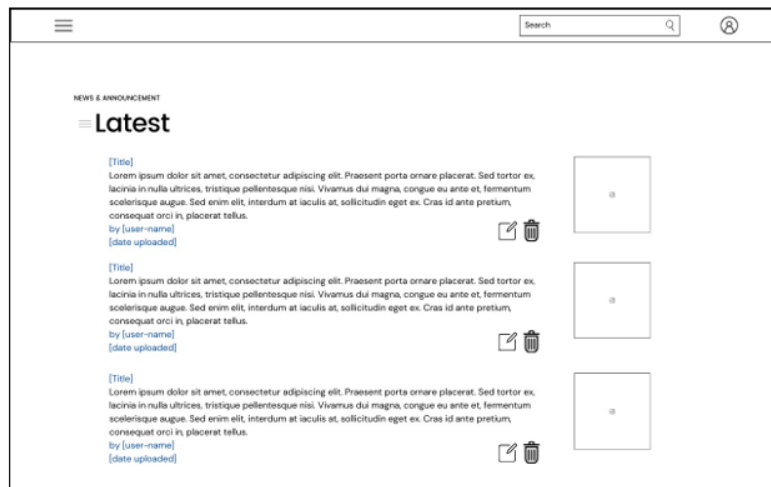 Search
NEWS & ANNOUNCEMENT
Latest
[Title]
Lorem ipsum dolor sit amet, consectetur adipiscing elit. Praesent porta ornare placerat. Sed tortor ex,
lacinia in nulla ultrices, tristique pellentesque nisi. Vivamus dui magna, congue eu ante et, fermentum
scelerisque augue. Sed enim elit, interdum at iaculis at, sollicitudin eget ex. Cras id ante pretium,
consequat orci in, placerat tellus.
by [user-name]
[date uploaded]
[Title]
Lorem ipsum dolor sit amet, consectetur adipiscing elit. Praesent porta ornare placerat. Sed tortor ex,
lacinia in nulla ultrices, tristique pellentesque nisi. Vivamus dui magna, congue eu ante et, fermentum
scelerisque augue. Sed enim elit, interdum at iaculis at, sollicitudin eget ex. Cras id ante pretium,
consequat orci in, placerat tellus.
by [user-name]
[date uploaded]
[Title]
Lorem ipsum dolor sit amet, consectetur adipiscing elit. Praesent porta ornare placerat. Sed tortor ex,
lacinia in nulla ultrices, tristique pellentesque nisi. Vivamus dui magna, congue eu ante et, fermentum
scelerisque augue. Sed enim elit, interdum at iaculis at, sollicitudin eget ex. Cras id ante pretium,
consequat orci in, placerat tellus.
by [user-name]
[date uploaded]